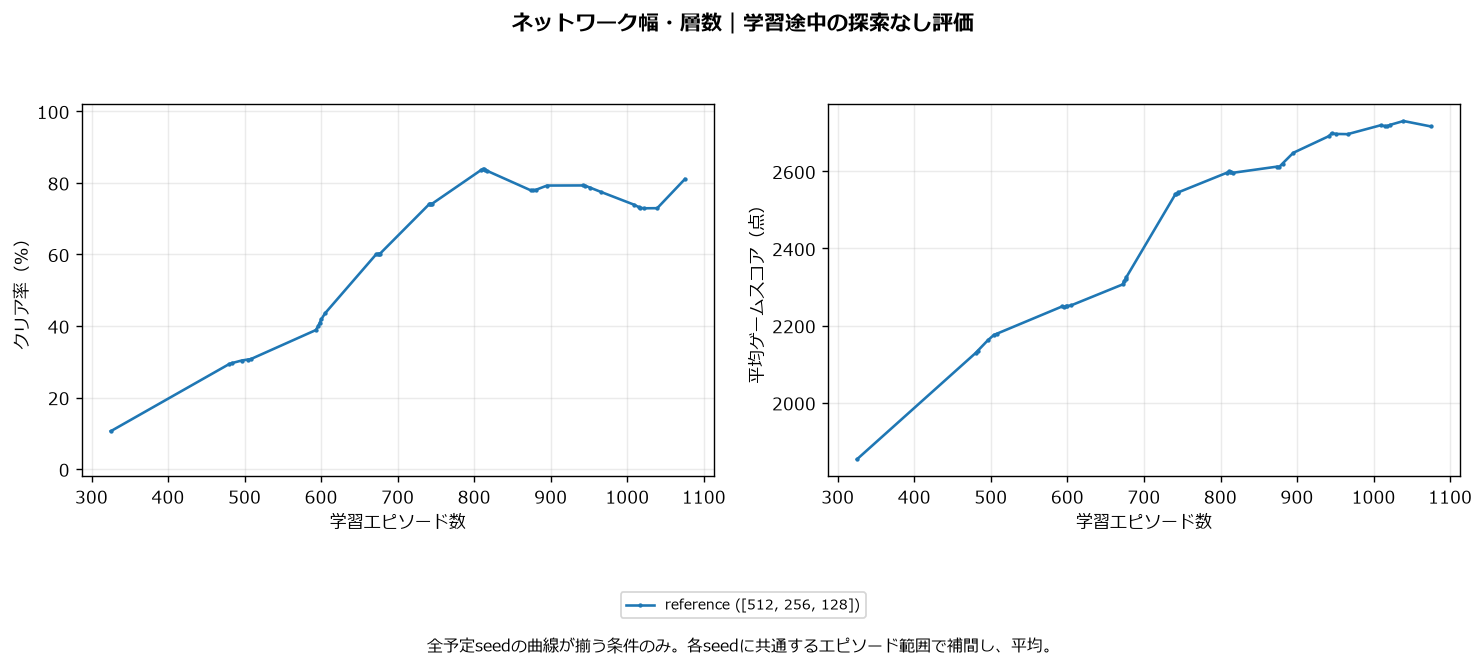 ネットワーク幅・層数｜学習途中の探索なし評価
クリア率（%）
100
80
60
40
20
0
300 400 500 600 700 800 900 1000 1100
学習エピソード数
平均ゲームスコア（点）
2600
2400
2200
2000
300 400 500 600 700 800 900 1000 1100
学習エピソード数
reference ([512, 256, 128])
全予定seedの曲線が揃う条件のみ。各seedに共通するエピソード範囲で補間し、平均。